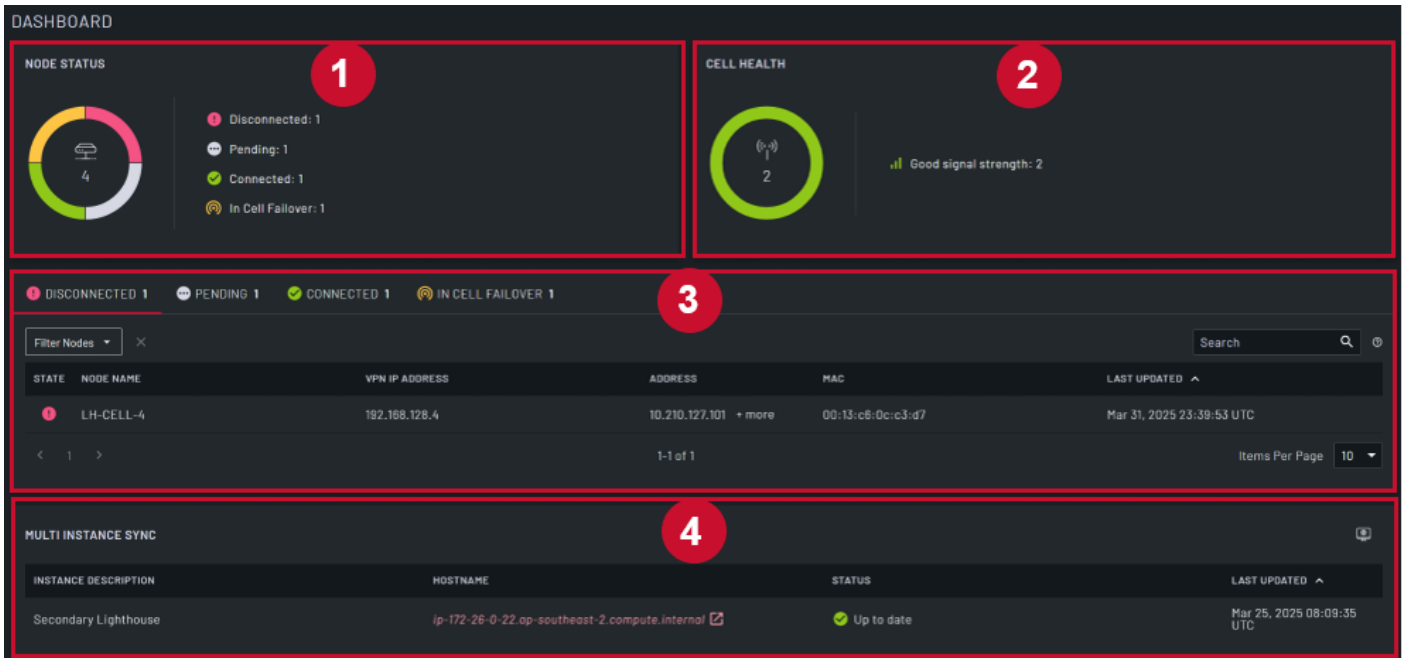 DASHBOARD
NODE STATUS
1
4
Disconnected: 1
Pending: 1
Connected: 1
In Cell Failover: 1
CELL HEALTH
2
2
Good signal strength: 2
DISCONNECTED 1 PENDING 1 CONNECTED 1 IN CELL FAILOVER 1
3
Filter Nodes
Search
STATE NODE NAME VPN IP ADDRESS ADDRESS MAC LAST UPDATED
LH-CELL-4 192.168.128.4 10.210.127.101 + more 00:13:c6:0c:c3:d7 Mar 31, 2025 23:39:53 UTC
1 1-1 of 1 Items Per Page 10
4
MULTI INSTANCE SYNC
INSTANCE DESCRIPTION HOSTNAME STATUS LAST UPDATED
Secondary Lighthouse ip-172-26-0-22.ap-southeast-2.compute.internal Up to date Mar 25, 2025 08:09:35
UTC